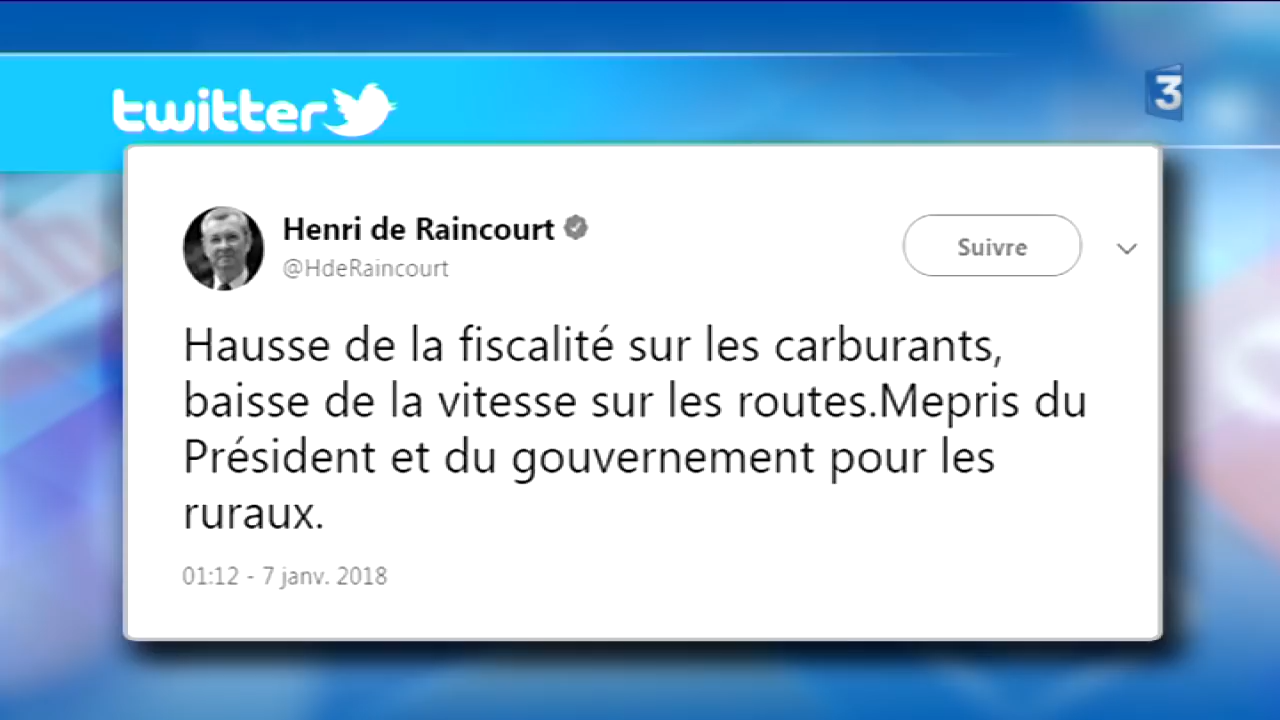 twitter
3
Henri de Raincourt
@HdeRaincourt
Suivre
Hausse de la fiscalité sur les carburants,
baisse de la vitesse sur les routes.Mepris du
Président et du gouvernement pour les
ruraux.
01:12 - 7 janv. 2018